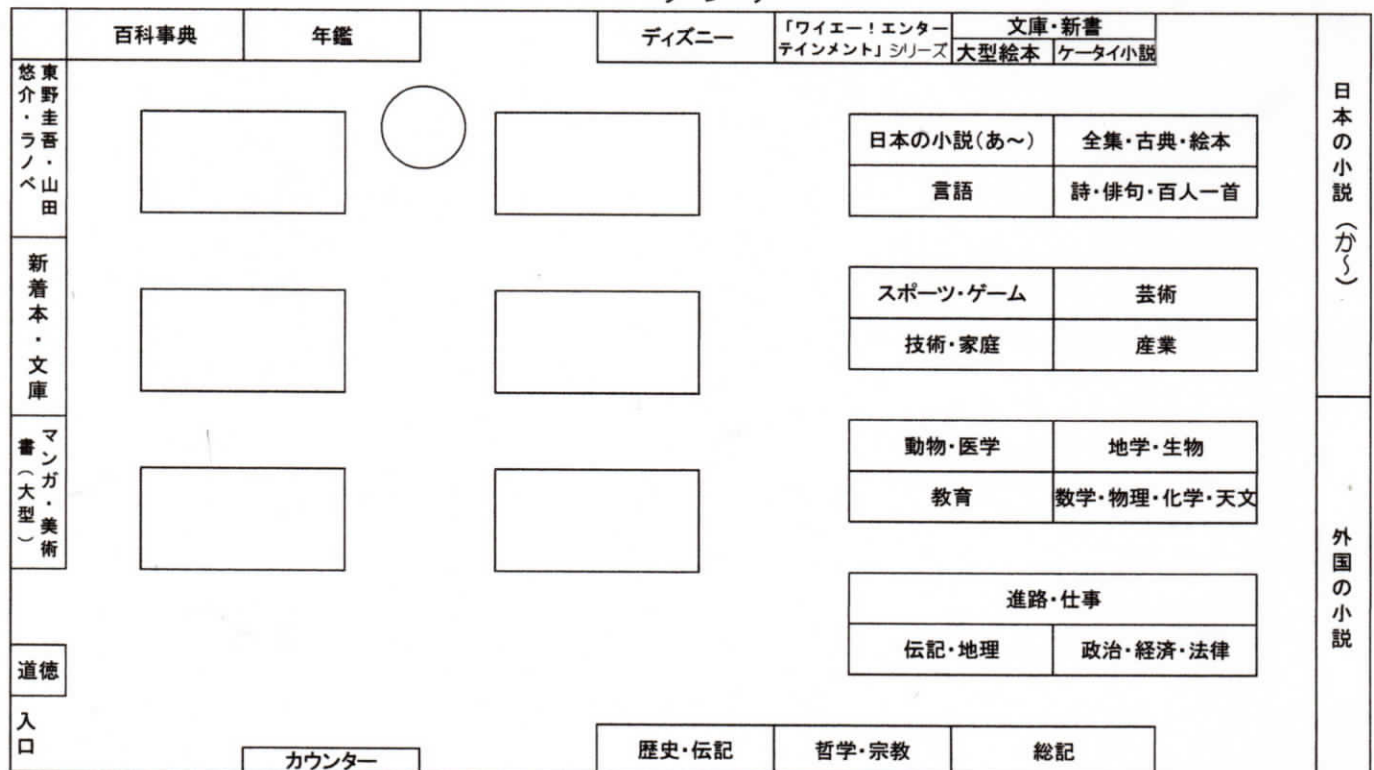 百科事典
年鑑
ディズニー
「ワイエー！エンター
テインメント」シリーズ
文庫・新書
大型絵本
ケータイ小説
東野圭吾・山田
悠介・ラノベ
新着本・文庫
マンガ・美術
書（大型）
道徳
入口
カウンター
日本の小説（あ～）
全集・古典・絵本
言語
詩・俳句・百人一首
スポーツ・ゲーム
芸術
技術・家庭
産業
動物・医学
地学・生物
教育
数学・物理・化学・天文
進路・仕事
伝記・地理
政治・経済・法律
歴史・伝記
哲学・宗教
総記
日本の小説（か～）
外国の小説